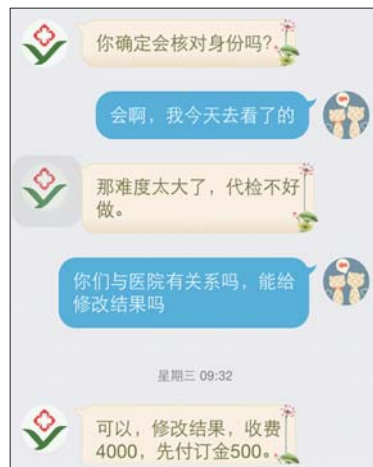 你确定会核对身份吗？
会啊，我今天去看了的
那难度太大了，代检不好
做。
你们与医院有关系吗，能给
修改结果吗
星期三 09:32
可以，修改结果，收费
4000，先付订金500。